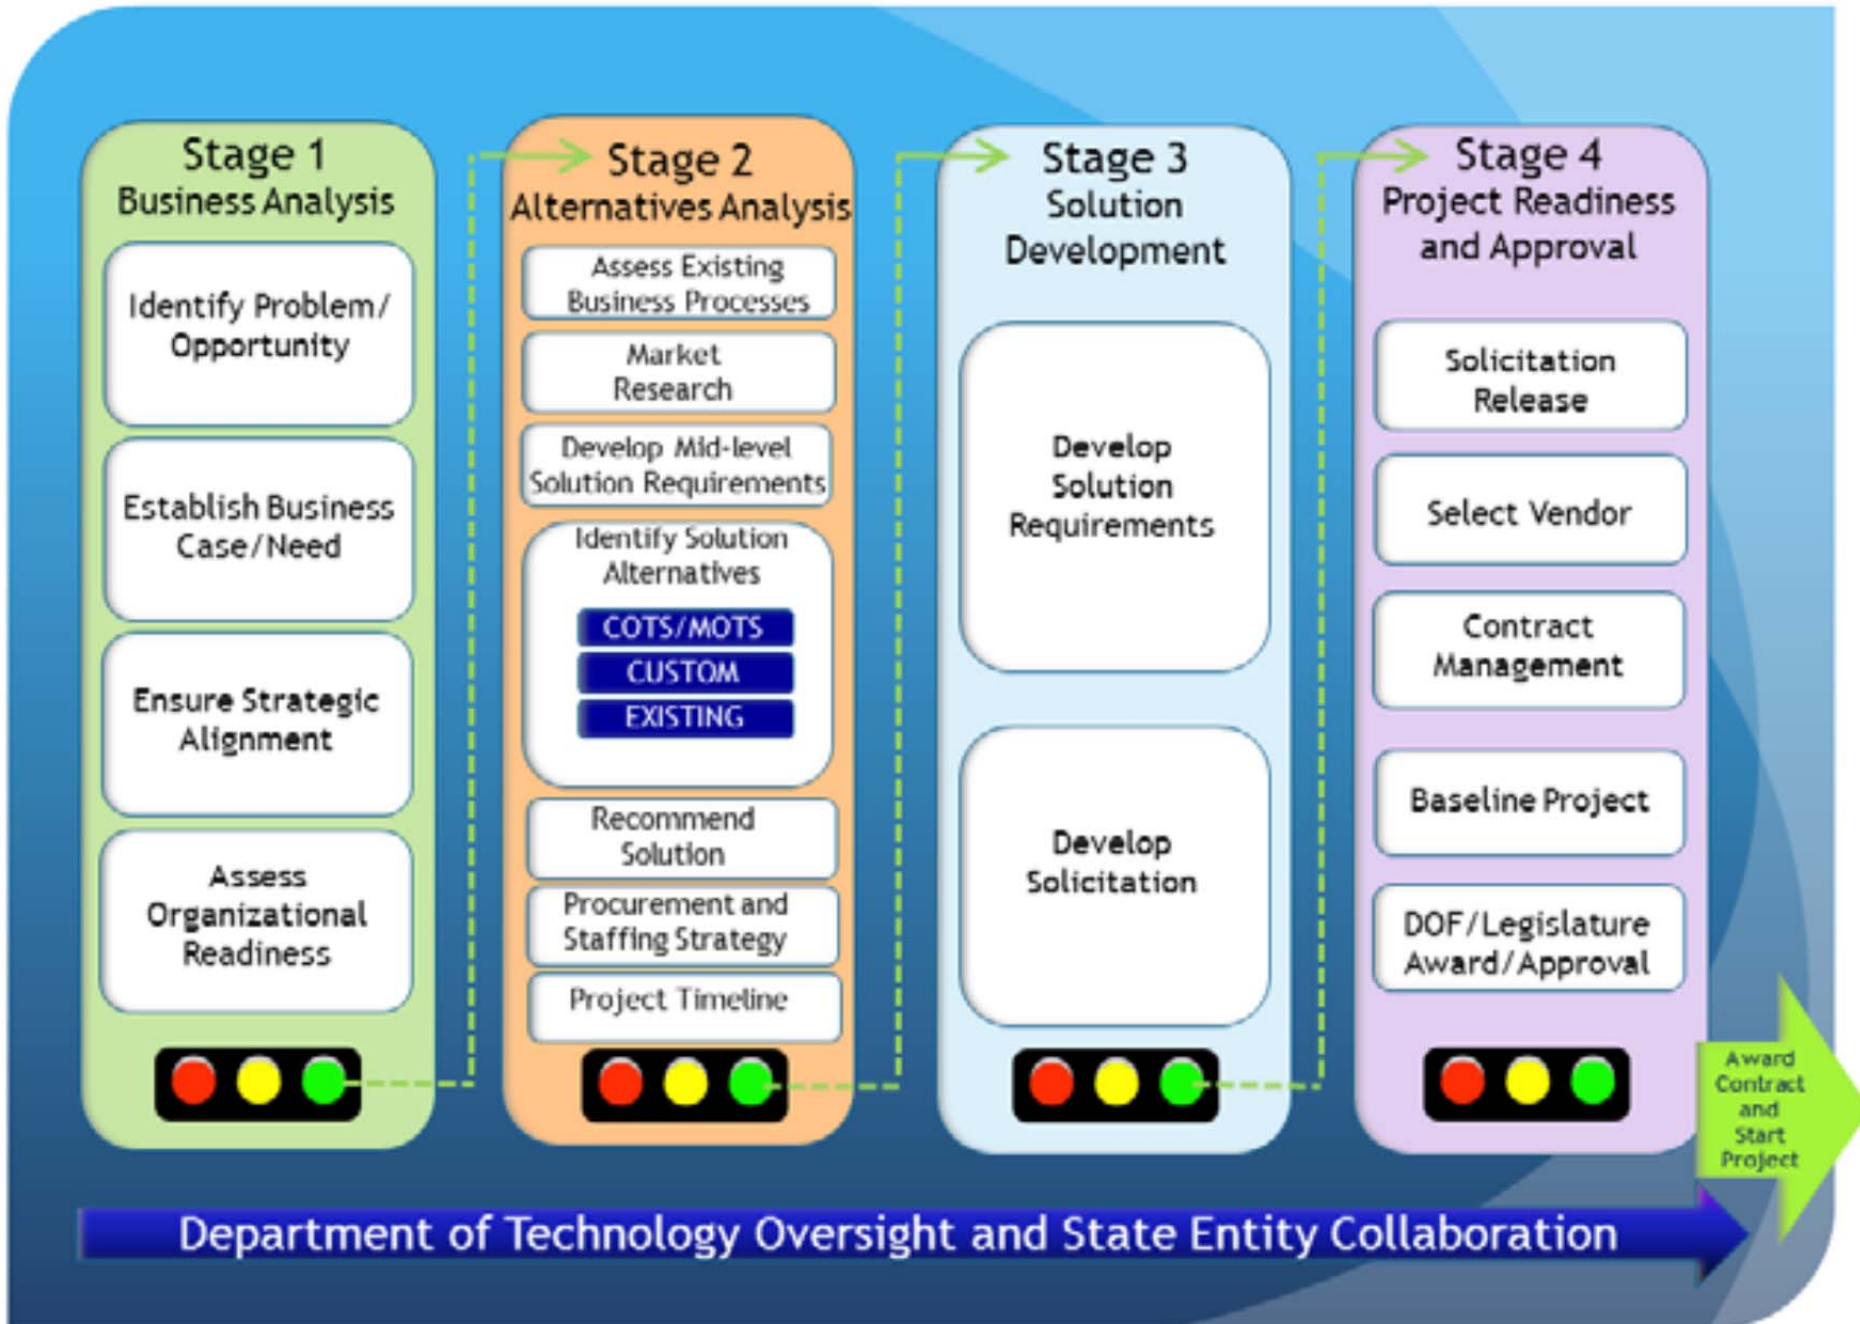 Stage 1
Business Analysis
Identify Problem/
Opportunity
Establish Business
Case/Need
Ensure Strategic
Alignment
Assess
Organizational
Readiness
Stage 2
Alternatives Analysis
Assess Existing
Business Processes
Market
Research
Develop Mid-level
Solution Requirements
Identify Solution
Alternatives
COTS/MOTS
CUSTOM
EXISTING
Recommend
Solution
Procurement and
Staffing Strategy
Project Timeline
Stage 3
Solution
Development
Develop
Solution
Requirements
Develop
Solicitation
Stage 4
Project Readiness
and Approval
Solicitation
Release
Select Vendor
Contract
Management
Baseline Project
DOF/Legislature
Award/Approval
Award
Contract
and
Start
Project
Department of Technology Oversight and State Entity Collaboration